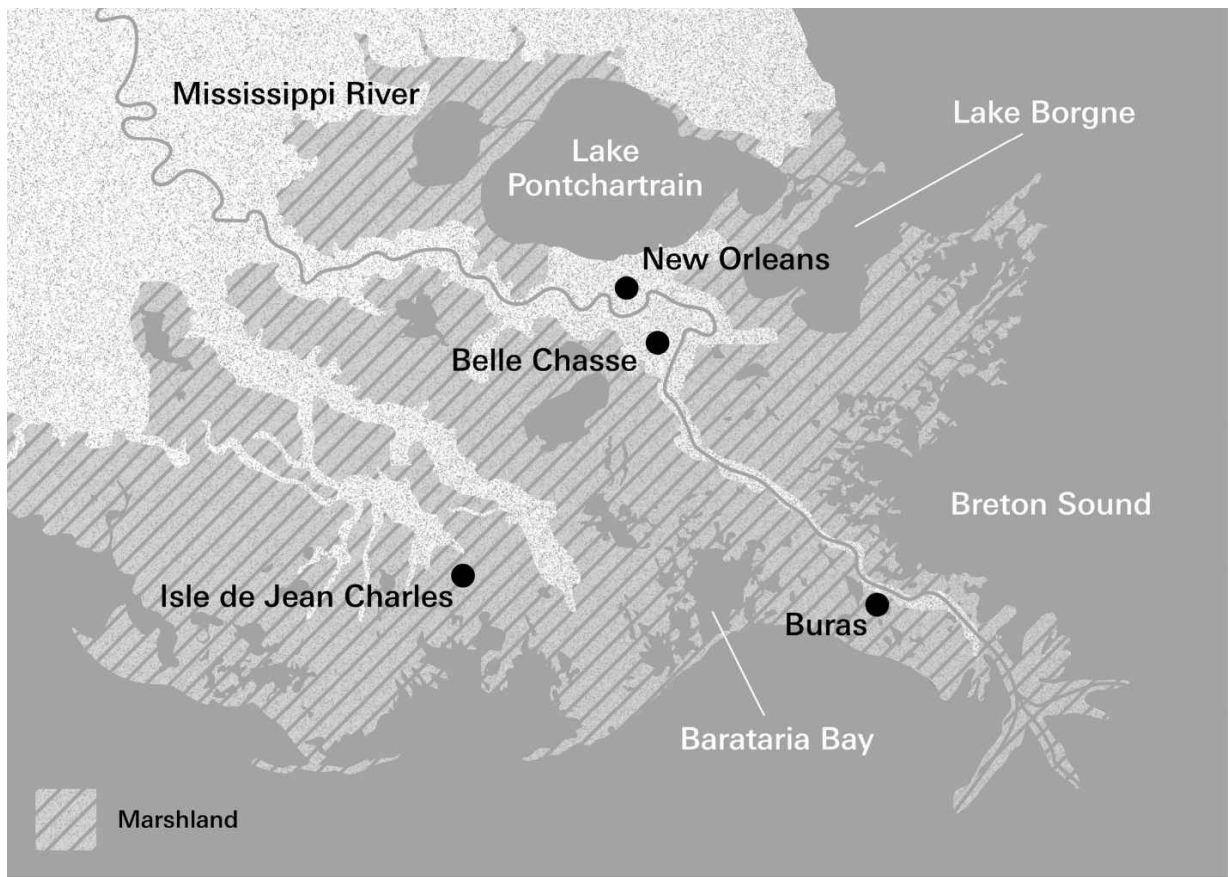 Mississippi River
Lake Borgne
Lake
Pontchartrain
New Orleans
Belle Chasse
Breton Sound
Isle de Jean Charles
Buras
Barataria Bay
Marshland